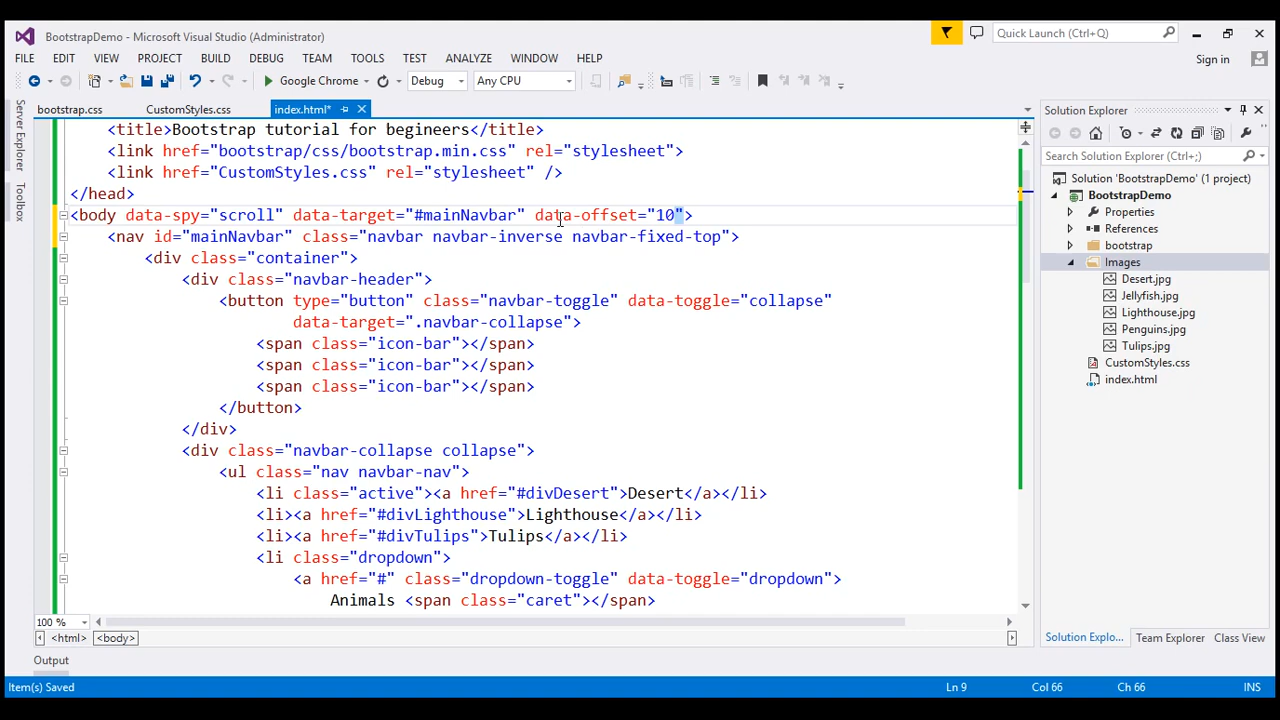 BootstrapDemo - Microsoft Visual Studio (Administrator)
Quick Launch (Ctrl+Q)
FILE EDIT VIEW PROJECT BUILD DEBUG TEAM TOOLS TEST ANALYZE WINDOW HELP
Sign in
Google Chrome Debug Any CPU
Server Explorer
Toolbox
bootstrap.css CustomStyles.css index.html*
<title>Bootstrap tutorial for begineers</title>
<link href="bootstrap/css/bootstrap.min.css" rel="stylesheet">
<link href="CustomStyles.css" rel="stylesheet" />
</head>
<body data-spy="scroll" data-target="#mainNavbar" data-offset="10">
<nav id="mainNavbar" class="navbar navbar-inverse navbar-fixed-top">
<div class="container">
<div class="navbar-header">
<button type="button" class="navbar-toggle" data-toggle="collapse"
data-target=".navbar-collapse">
<span class="icon-bar"></span>
<span class="icon-bar"></span>
<span class="icon-bar"></span>
</button>
</div>
<div class="navbar-collapse collapse">
<ul class="nav navbar-nav">
<li class="active"><a href="#divDesert">Desert</a></li>
<li><a href="#divLighthouse">Lighthouse</a></li>
<li><a href="#divTulips">Tulips</a></li>
<li class="dropdown">
<a href="#" class="dropdown-toggle" data-toggle="dropdown">
Animals <span class="caret"></span>
100 %
<html> <body>
Output
Solution Explorer
Search Solution Explorer (Ctrl+;)
Solution 'BootstrapDemo' (1 project)
BootstrapDemo
Properties
References
bootstrap
Images
Desert.jpg
Jellyfish.jpg
Lighthouse.jpg
Penguins.jpg
Tulips.jpg
CustomStyles.css
index.html
Solution Explo... Team Explorer Class View
Item(s) Saved Ln 9 Col 66 Ch 66 INS